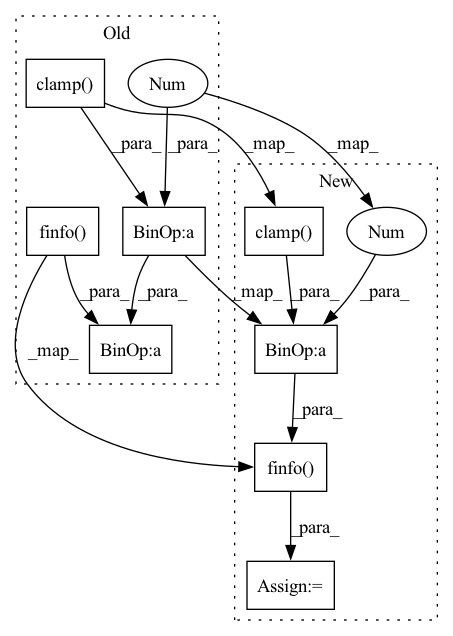 Old
clamp()
Num
_para_
_para_
_map_
_map_
New
finfo()
BinOp:a
clamp()
Num
_para_
_para_
_map_
_para_
_para_
_map_
BinOp:a
BinOp:a
_para_
finfo()
_para_
Assign:=